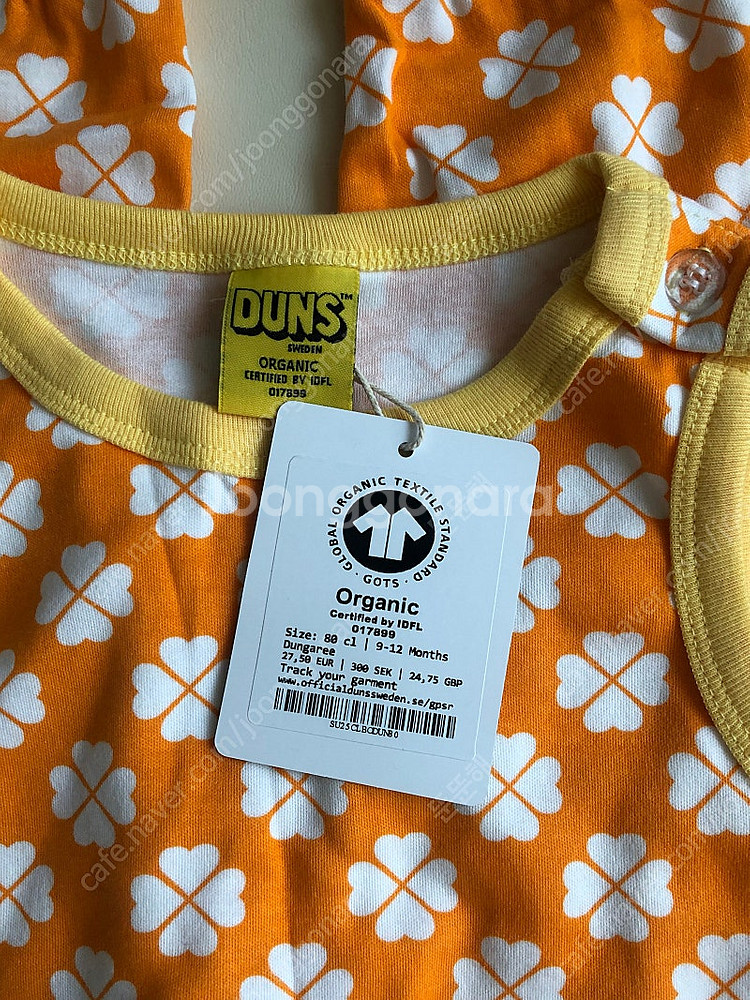 DUNS™
SWEDEN
ORGANIC
CERTIFIED BY IDFL
017899
GLOBAL ORGANIC TEXTILE STANDARD
· GOTS ·
Organic
Certified by IDFL
017899
Size: 80 cl | 9-12 Months
Dungaree
27,50 EUR | 300 SEK | 24,75 GBP
Track your garment
www.officialdunssweden.se/gpsr
SU25CLBODUN80
joonggonara
cafe.naver.com/joonggonara